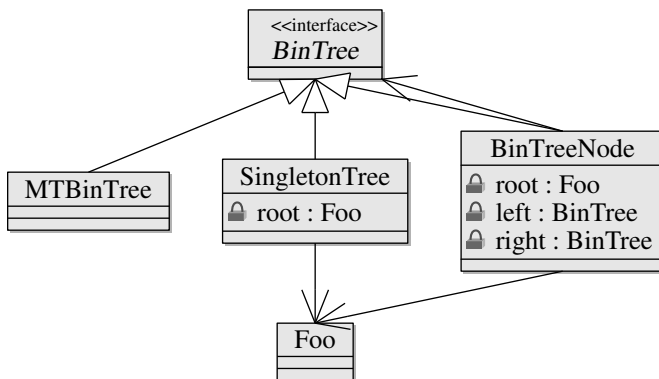 <<interface>>
BinTree
MTBinTree
SingletonTree
root : Foo
BinTreeNode
root : Foo
left : BinTree
right : BinTree
Foo